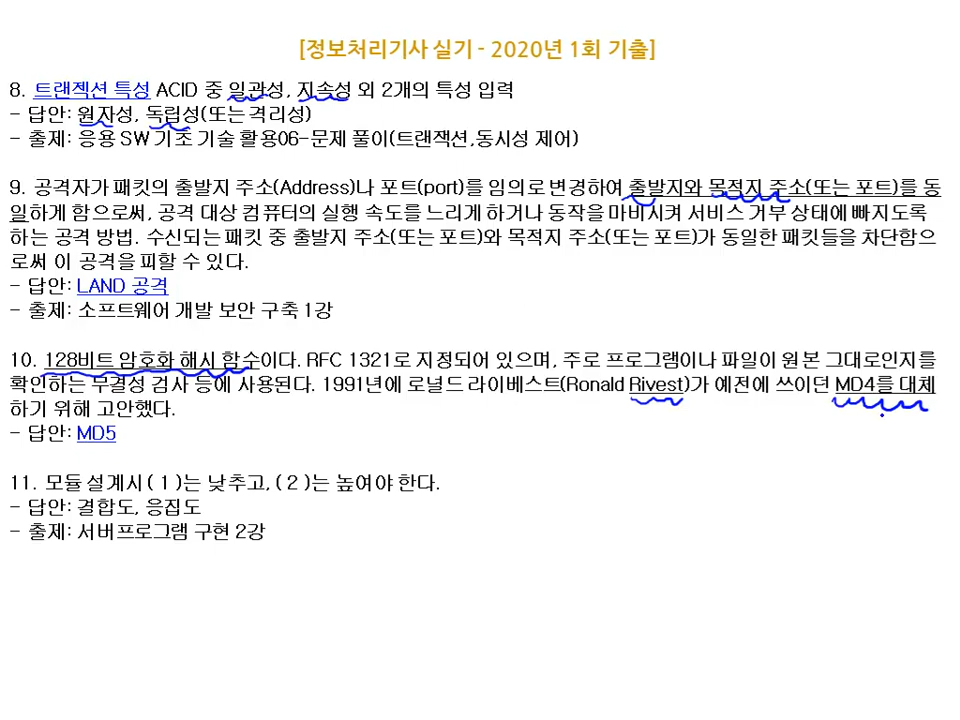 [정보처리기사 실기 - 2020년 1회 기출]
8. 트랜젝션 특성 ACID 중 일관성, 지속성 외 2개의 특성 입력
- 답안: 원자성, 독립성(또는 격리성)
- 출제: 응용 SW 기초 기술 활용06-문제 풀이(트랜잭션,동시성 제어)
9. 공격자가 패킷의 출발지 주소(Address)나 포트(port)를 임의로 변경하여 출발지와 목적지 주소(또는 포트)를 동
일하게 함으로써, 공격 대상 컴퓨터의 실행 속도를 느리게 하거나 동작을 마비시켜 서비스 거부 상태에 빠지도록
하는 공격 방법. 수신되는 패킷 중 출발지 주소(또는 포트)와 목적지 주소(또는 포트)가 동일한 패킷들을 차단함으
로써 이 공격을 피할 수 있다.
- 답안: LAND 공격
- 출제: 소프트웨어 개발 보안 구축 1강
10. 128비트 암호화 해시 함수이다. RFC 1321로 지정되어 있으며, 주로 프로그램이나 파일이 원본 그대로인지를
확인하는 무결성 검사 등에 사용된다. 1991년에 로널드 라이베스트(Ronald Rivest)가 예전에 쓰이던 MD4를 대체
하기 위해 고안했다.
- 답안: MD5
11. 모듈 설계시 ( 1 )는 낮추고, ( 2 )는 높여야 한다.
- 답안: 결합도, 응집도
- 출제: 서버프로그램 구현 2강